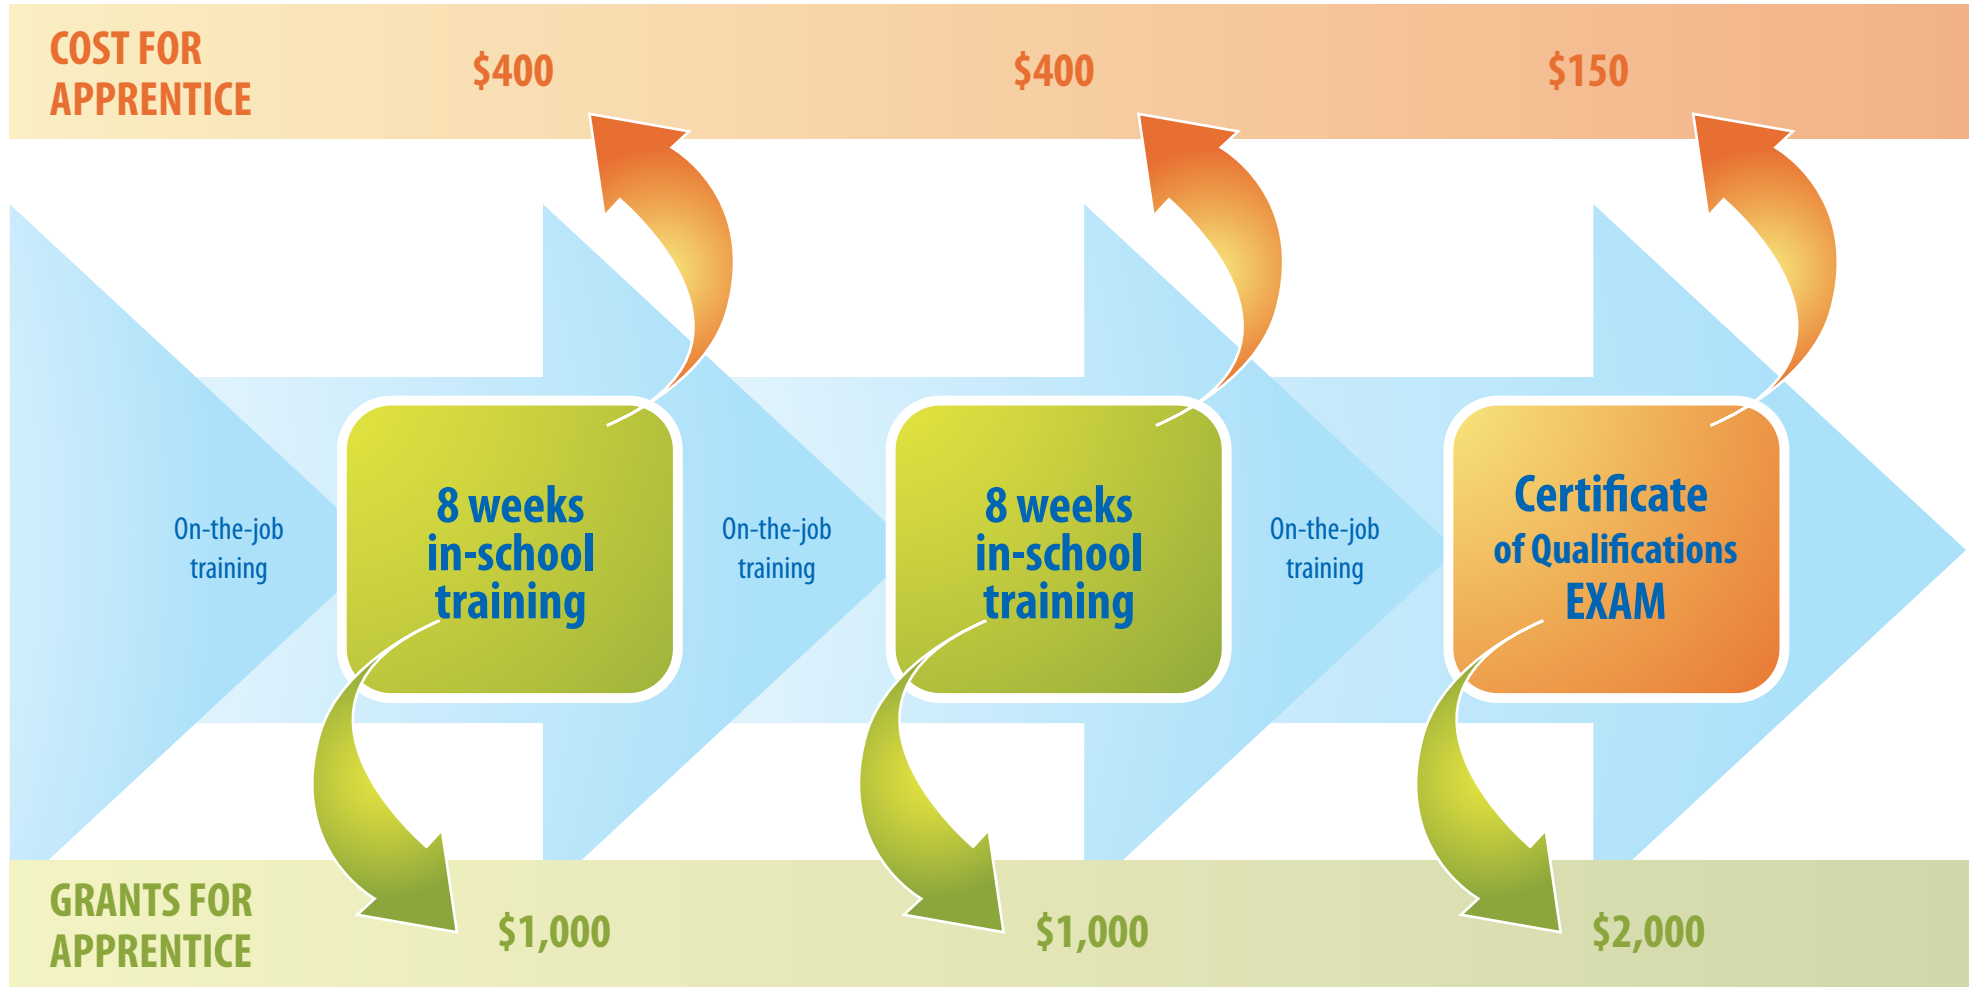 COST FOR
APPRENTICE
$400
$400
$150
On-the-job
training
8 weeks
in-school
training
On-the-job
training
8 weeks
in-school
training
On-the-job
training
Certificate
of Qualifications
EXAM
GRANTS FOR
APPRENTICE
$1,000
$1,000
$2,000